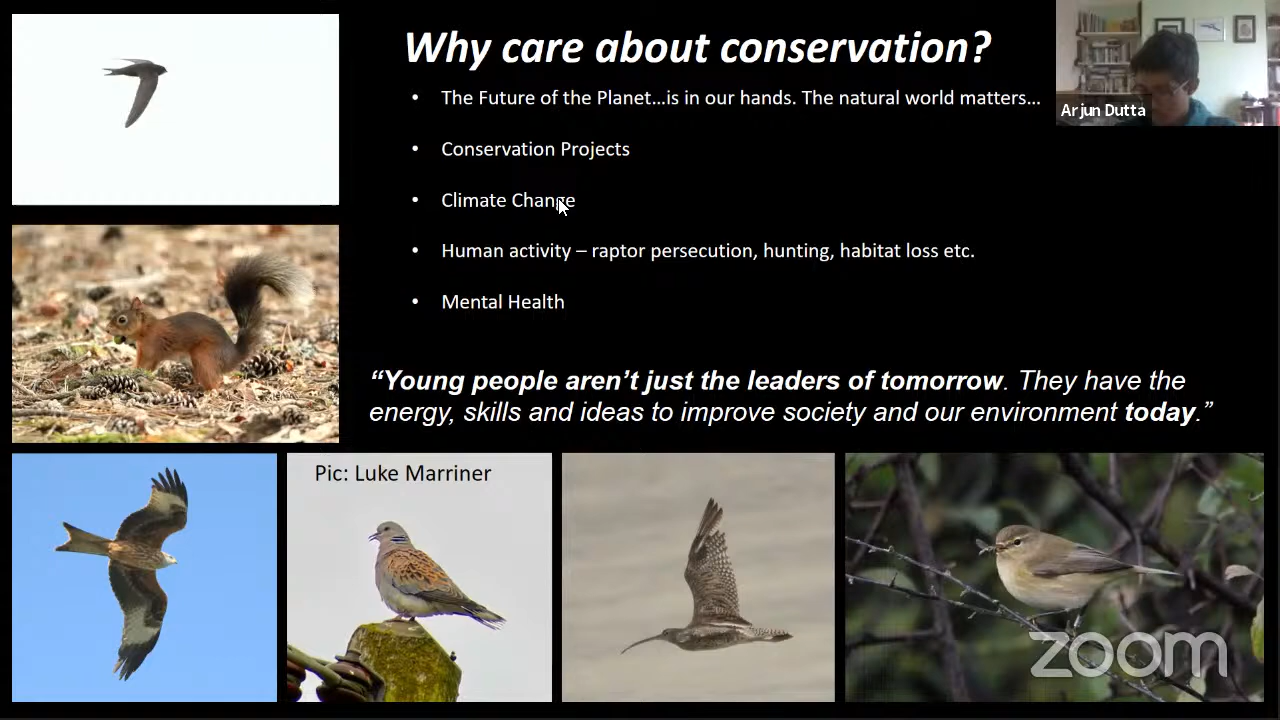 Why care about conservation?
• The Future of the Planet…is in our hands. The natural world matters…
• Conservation Projects
• Climate Change
• Human activity – raptor persecution, hunting, habitat loss etc.
• Mental Health
“Young people aren’t just the leaders of tomorrow. They have the
energy, skills and ideas to improve society and our environment today.”
Arjun Dutta
Pic: Luke Marriner
zoom